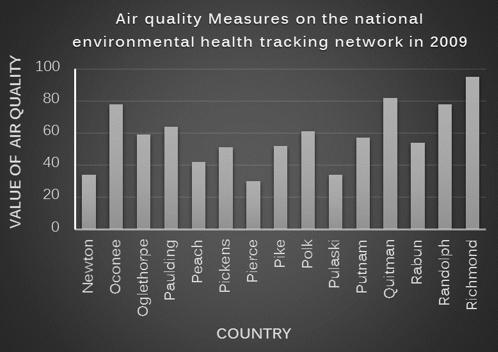 Air quality Measures on the national
environmental health tracking network in 2009
VALUE OF AIR QUALITY
100
80
60
40
20
0
Newton
Oconee
Oglethorpe
Paulding
Peach
Pickens
Pierce
Pike
Polk
Pulaski
Putnam
Quitman
Rabun
Randolph
Richmond
COUNTRY